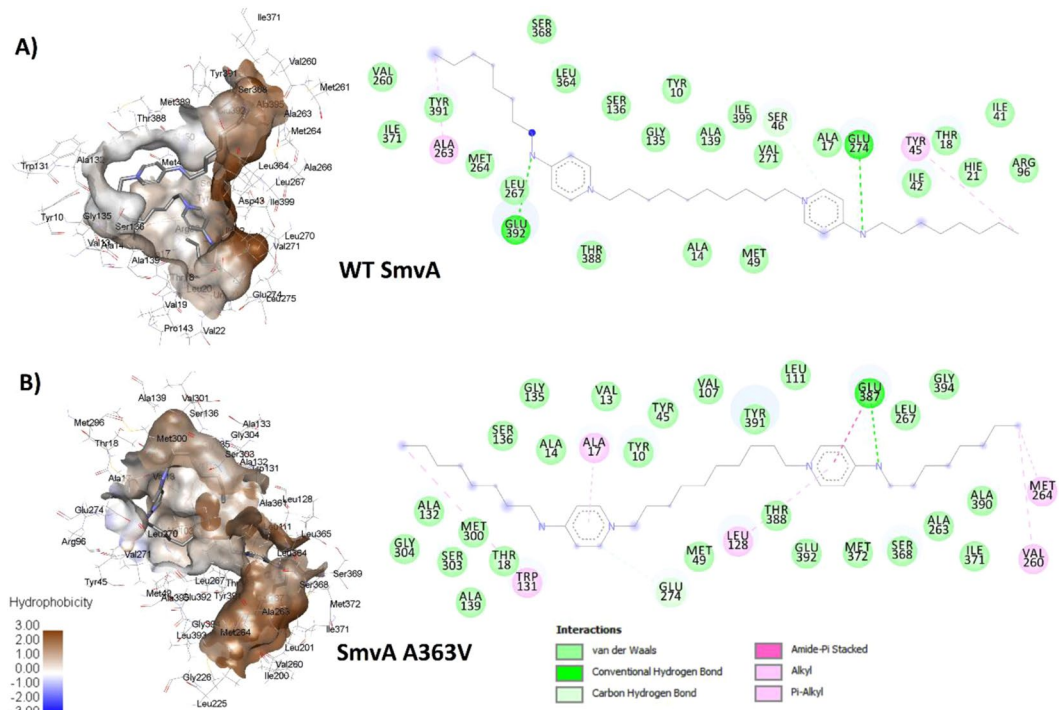 A)
Ile371
Tyr391
Val260
Ser368
Met261
Met389
Ala263
Thr388
Met264
Trp131
Ala132
Leu364
Ala266
Leu267
Asp43
Tyr10
Gly135
Ile399
Ser136
Leu270
Val271
Ala139
Glu274
Leu275
Val19
Pro143
Val22
WT SmvA
SER 368
VAL 260
LEU 364
TYR 391
SER 136
TYR 10
ILE 371
ILE 399
SER 46
ILE 41
ALA 263
MET 264
GLY 135
ALA 139
VAL 271
ALA 17
GLU 274
TYR 45
THR 18
LEU 267
ILE 42
HIE 21
ARG 96
GLU 392
THR 388
ALA 14
MET 49
B)
Ala139
Val301
Ser136
Met296
Ala133
Thr18
Met300
Gly304
Ser303
Ala132
Trp131
Glu274
Ala361
Leu128
Arg96
Leu270
Leu365
Val271
Leu364
Tyr45
Leu267
Ser369
Ser368
Met372
Ala263
Ile371
Met264
Leu201
Val260
Gly226
Ile200
Leu225
Hydrophobicity
3.00
2.00
1.00
0.00
-1.00
-2.00
-3.00
SmvA A363V
GLY 135
VAL 13
VAL 107
LEU 111
GLU 387
GLY 394
SER 136
ALA 14
ALA 17
TYR 45
TYR 10
TYR 391
LEU 267
ALA 132
MET 300
THR 388
ALA 390
MET 264
GLY 304
SER 303
THR 18
TRP 131
MET 49
LEU 128
GLU 392
MET 372
SER 368
ALA 263
ILE 371
VAL 260
ALA 139
GLU 274
Interactions
van der Waals
Conventional Hydrogen Bond
Carbon Hydrogen Bond
Amide-Pi Stacked
Alkyl
Pi-Alkyl